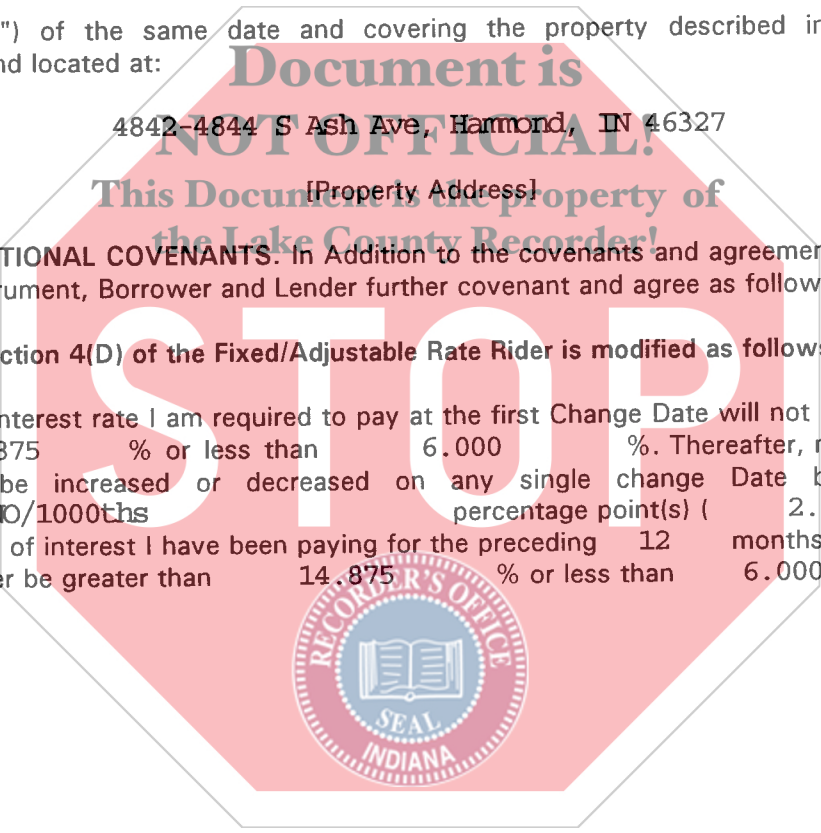 ") of the same date and covering the property described in
nd located at:
Document is
4842-4844 S Ash Ave, Hammond, IN 46327
NOT OFFICIAL!
[Property Address]
This Document is the property of
the Lake County Recorder!
TIONAL COVENANTS. In Addition to the covenants and agreemen
rument, Borrower and Lender further covenant and agree as follow
STOP
ction 4(D) of the Fixed/Adjustable Rate Rider is modified as follows
nterest rate I am required to pay at the first Change Date will not
875 % or less than 6.000 %. Thereafter, r
be increased or decreased on any single change Date b
0/1000ths percentage point(s) ( 2.
of interest I have been paying for the preceding 12 months
er be greater than 14.875 % or less than 6.000
RECORDER'S OFFICE
SEAL
INDIANA